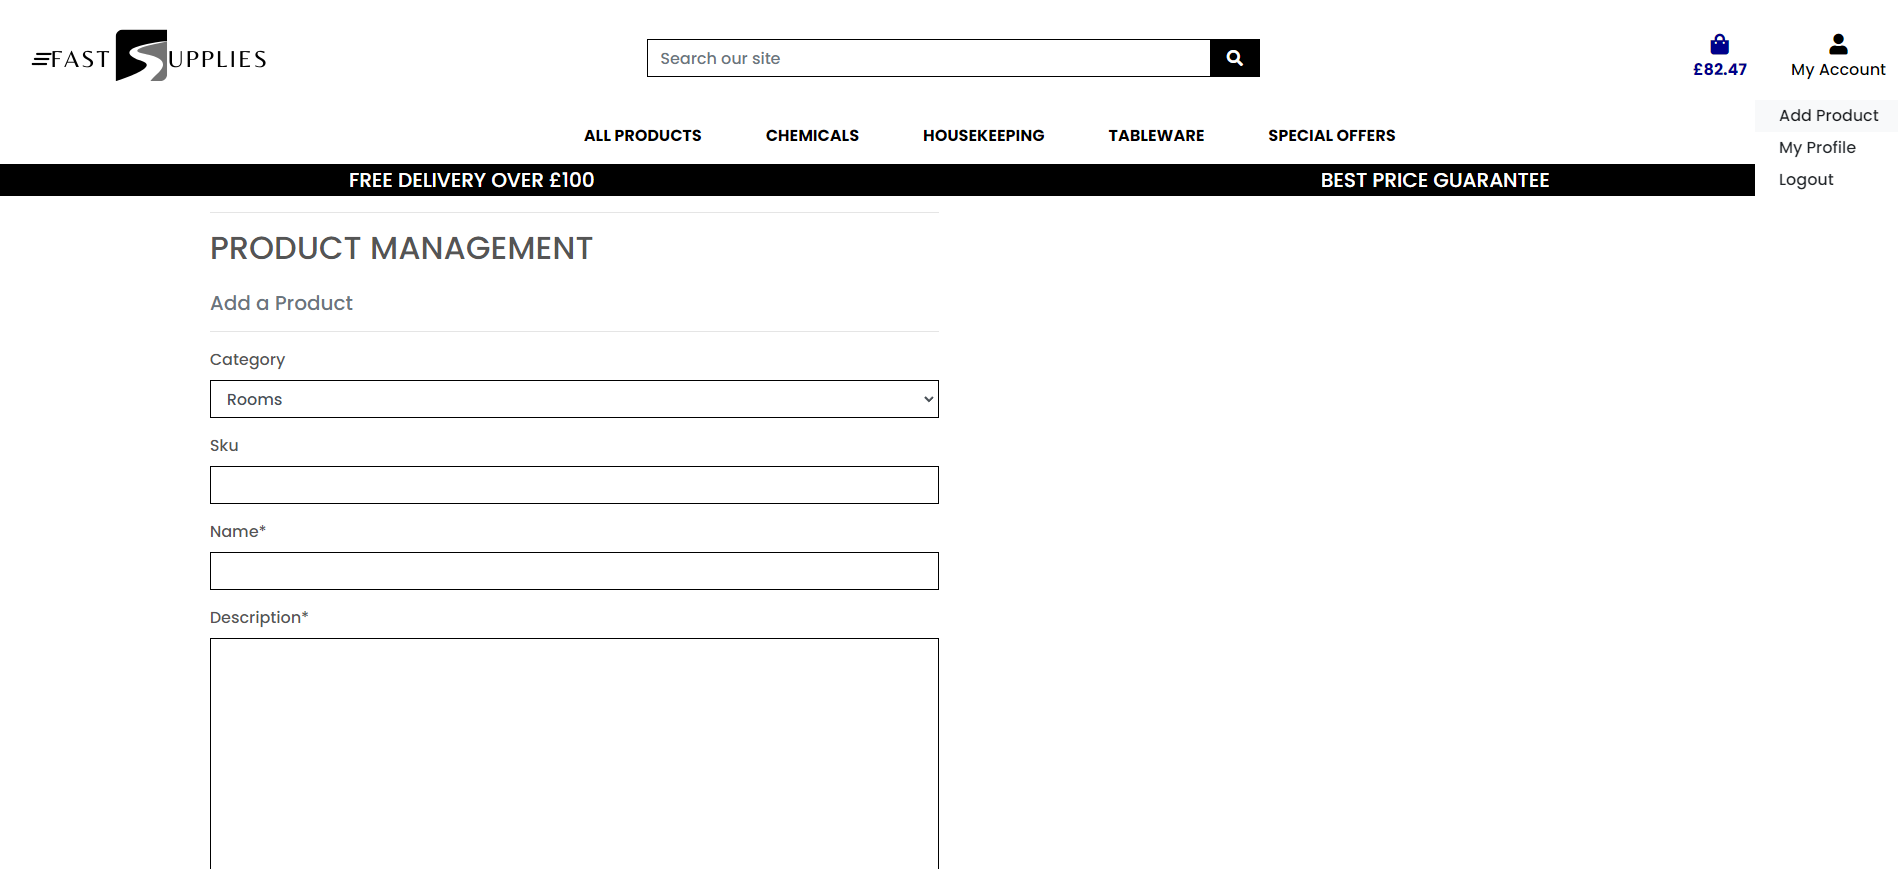 FAST SUPPLIES
Search our site
£82.47
My Account
Add Product
My Profile
Logout
ALL PRODUCTS CHEMICALS HOUSEKEEPING TABLEWARE SPECIAL OFFERS
FREE DELIVERY OVER £100 BEST PRICE GUARANTEE
PRODUCT MANAGEMENT
Add a Product
Category
Rooms
Sku
Name*
Description*